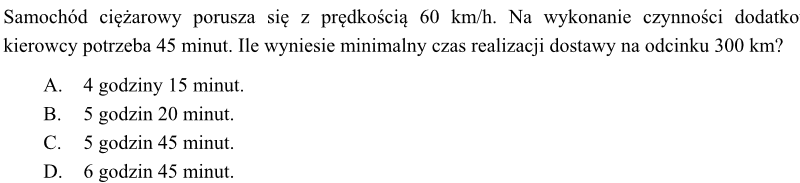 Samochód ciężarowy porusza się z prędkością 60 km/h. Na wykonanie czynności dodatko
kierowcy potrzeba 45 minut. Ile wyniesie minimalny czas realizacji dostawy na odcinku 300 km?
A. 4 godziny 15 minut.
B. 5 godzin 20 minut.
C. 5 godzin 45 minut.
D. 6 godzin 45 minut.